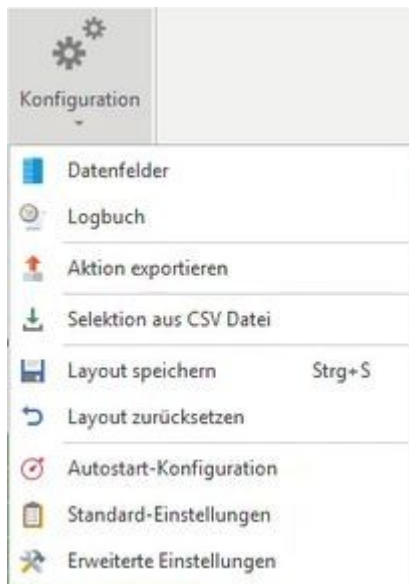 Konfiguration
Datenfelder
Logbuch
Aktion exportieren
Selektion aus CSV Datei
Layout speichern Strg+S
Layout zurücksetzen
Autostart-Konfiguration
Standard-Einstellungen
Erweiterte Einstellungen